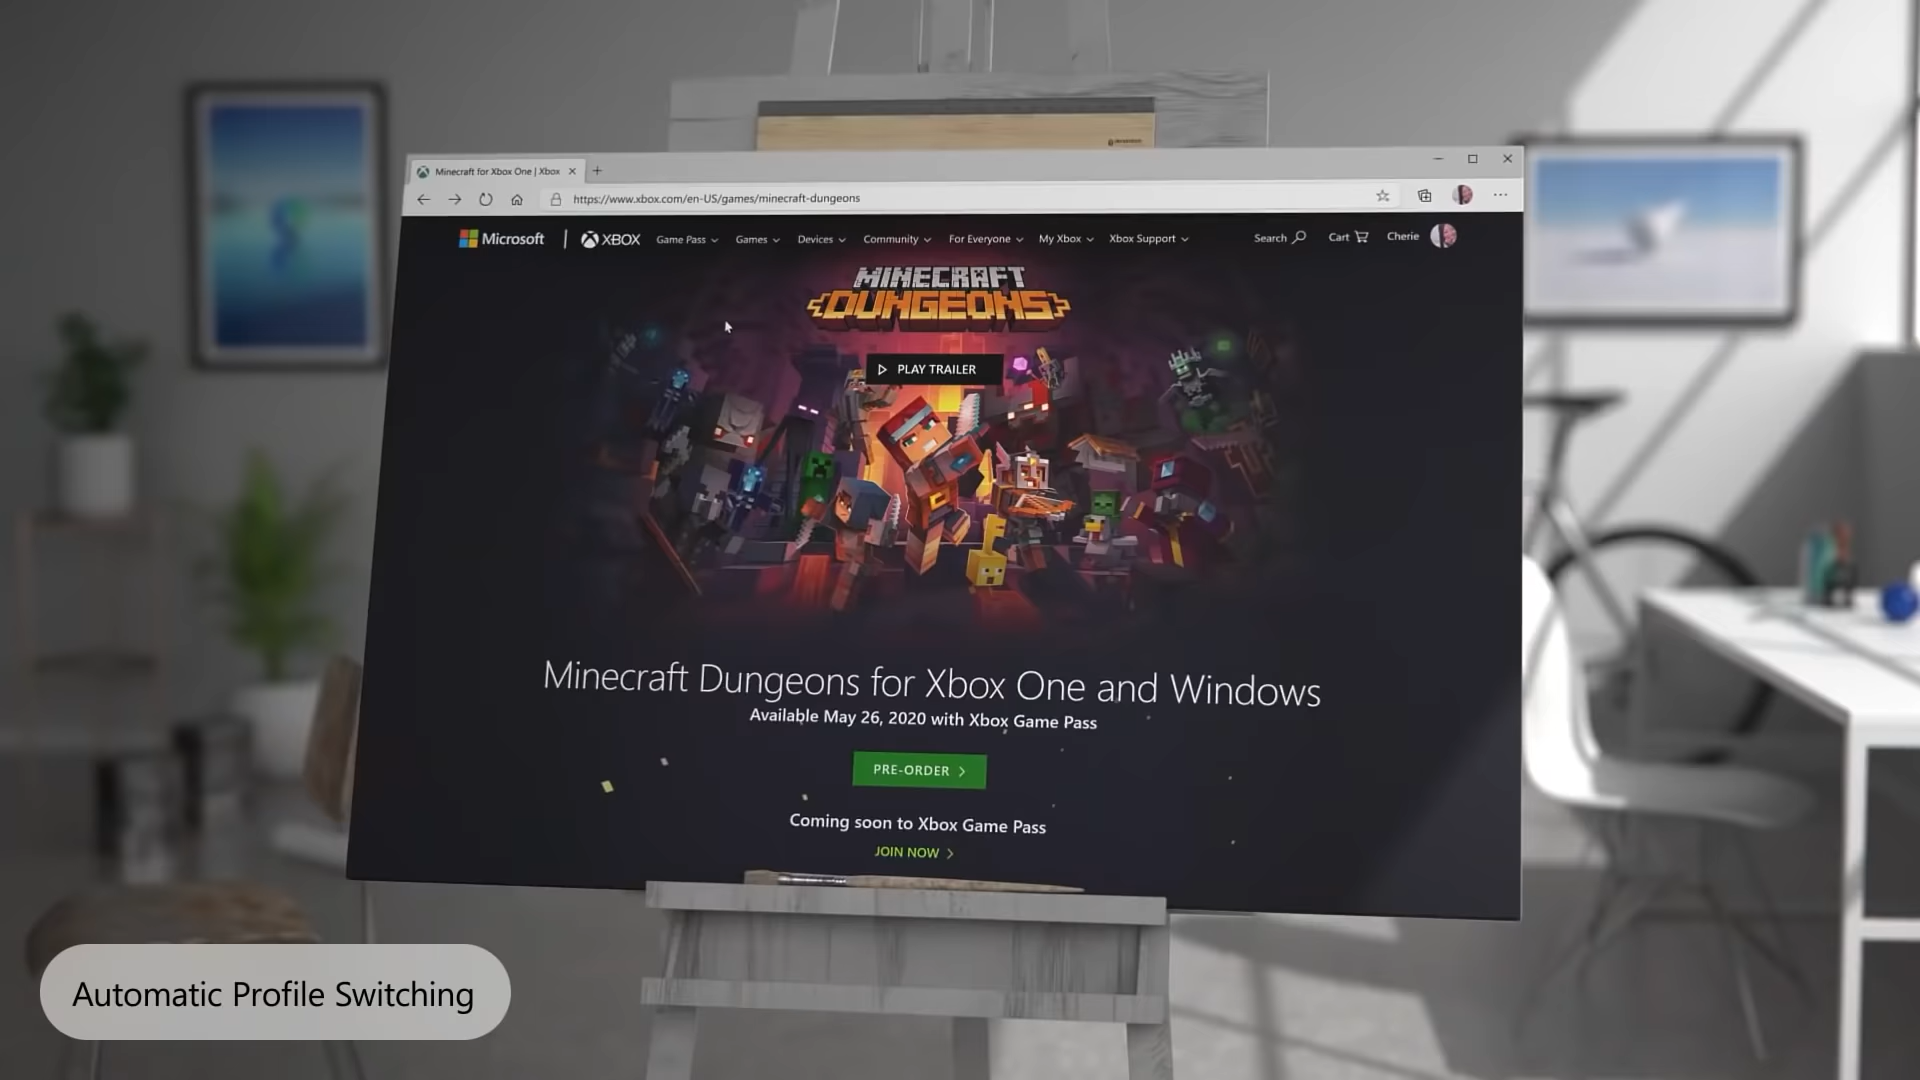 Minecraft for Xbox One | Xbox
https://www.xbox.com/en-US/games/minecraft-dungeons
Microsoft | XBOX Game Pass Games Devices Community For Everyone My Xbox Xbox Support Search Cart Cherie
MINECRAFT
DUNGEONS
PLAY TRAILER
Minecraft Dungeons for Xbox One and Windows
Available May 26, 2020 with Xbox Game Pass
PRE-ORDER
Coming soon to Xbox Game Pass
JOIN NOW
Automatic Profile Switching